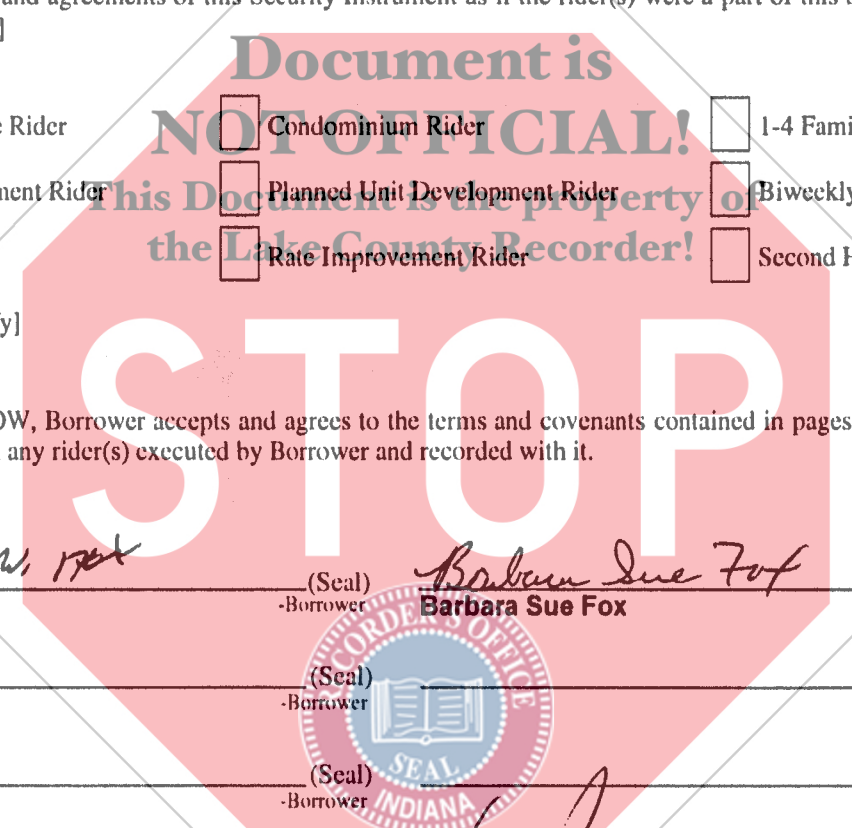 and agreements of this Security Instrument as if the rider(s) were a part of this
]
Document is
NOT OFFICIAL!
This Document is the property of
the Lake County Recorder!
Rider Condominium Rider 1-4 Fami
ment Rider Planned Unit Development Rider Biweekly
Rate Improvement Rider Second H
y]
STOP
OW, Borrower accepts and agrees to the terms and covenants contained in pages
any rider(s) executed by Borrower and recorded with it.
W. Fox (Seal) Barbara Sue Fox
-Borrower Barbara Sue Fox
(Seal)
-Borrower
(Seal)
-Borrower
RECORDER'S OFFICE
SEAL
INDIANA